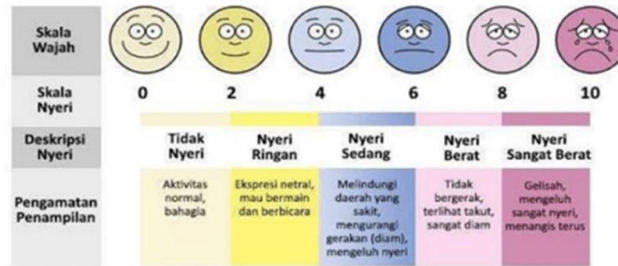 Skala
Wajah
Skala
Nyeri
0 2 4 6 8 10
Deskripsi
Nyeri
Tidak
Nyeri
Nyeri
Ringan
Nyeri
Sedang
Nyeri
Berat
Nyeri
Sangat Berat
Pengamatan
Penampilan
Aktivitas
normal,
bahagia
Ekspresi netral,
mau bermain
dan berbicara
Melindungi
daerah yang
sakit,
mengurangi
gerakan (diam),
mengeluh nyeri
Tidak
bergerak,
terlihat takut,
sangat diam
Gelisah,
mengeluh
sangat nyeri,
menangis terus